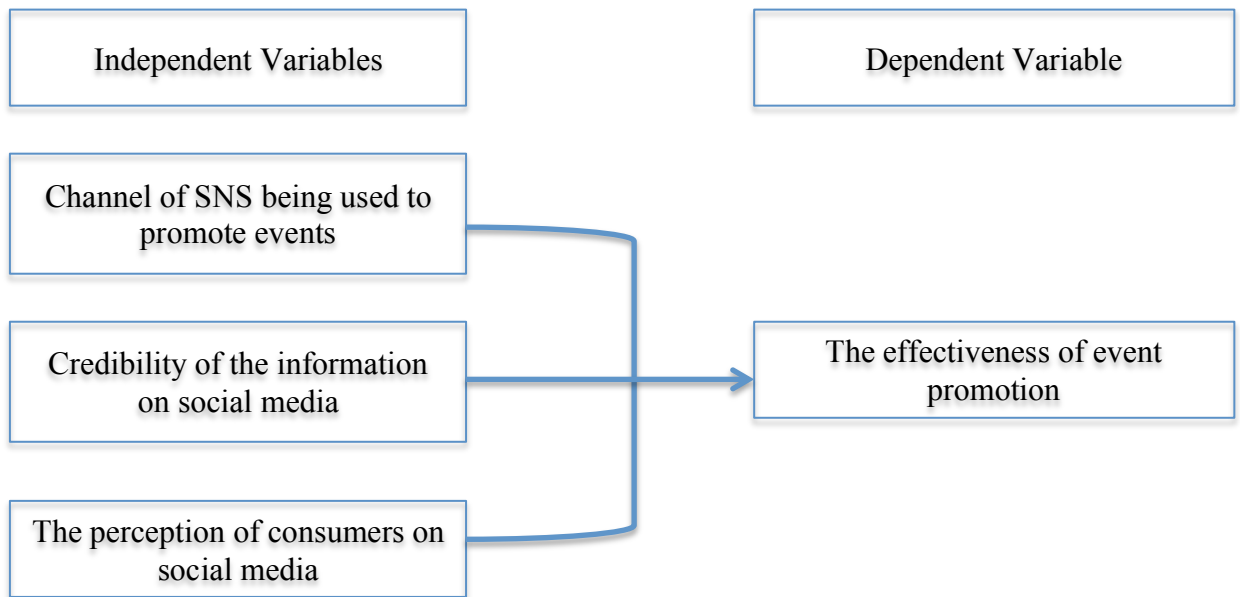 Independent Variables
Dependent Variable
Channel of SNS being used to
promote events
Credibility of the information
on social media
The effectiveness of event
promotion
The perception of consumers on
social media